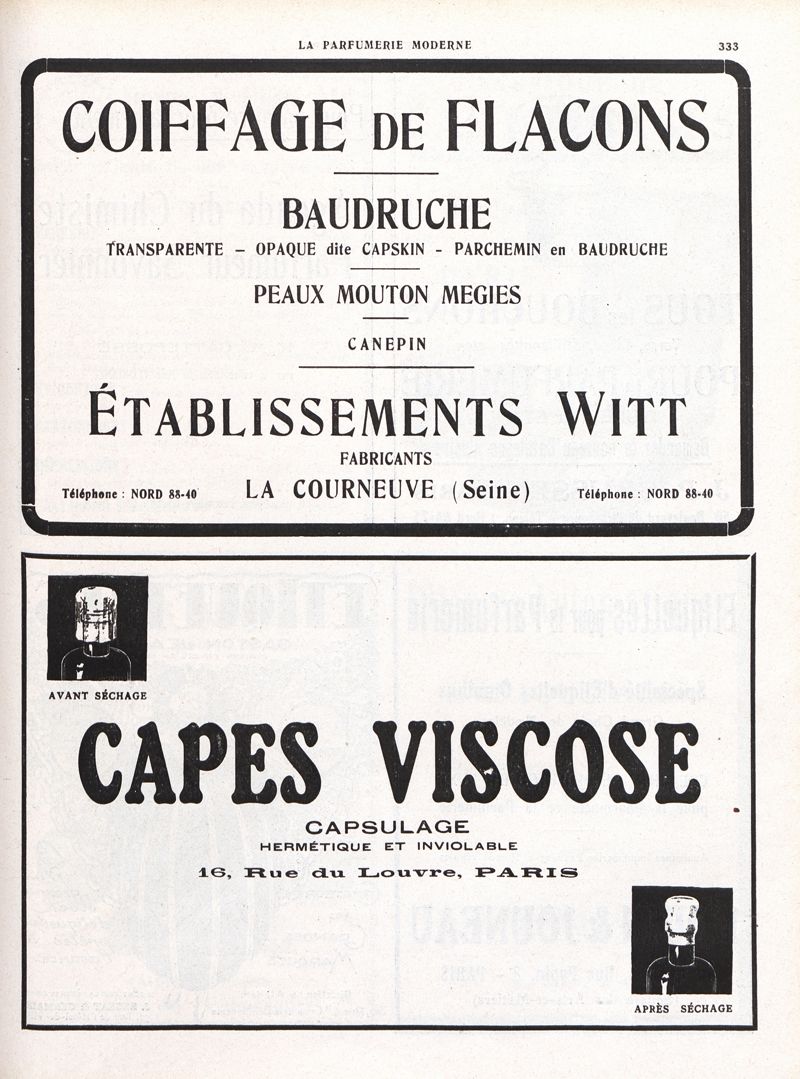 LA PARFUMERIE MODERNE 333
COIFFAGE DE FLACONS
BAUDRUCHE
TRANSPARENTE – OPAQUE dite CAPSKIN - PARCHEMIN en BAUDRUCHE
PEAUX MOUTON MEGIES
CANEPIN
ÉTABLISSEMENTS WITT
FABRICANTS
Téléphone : NORD 88-40 LA COURNEUVE (Seine) Téléphone : NORD 88-40
AVANT SÉCHAGE
CAPES VISCOSE
CAPSULAGE
HERMÉTIQUE ET INVIOLABLE
16, Rue du Louvre, PARIS
APRÈS SÉCHAGE